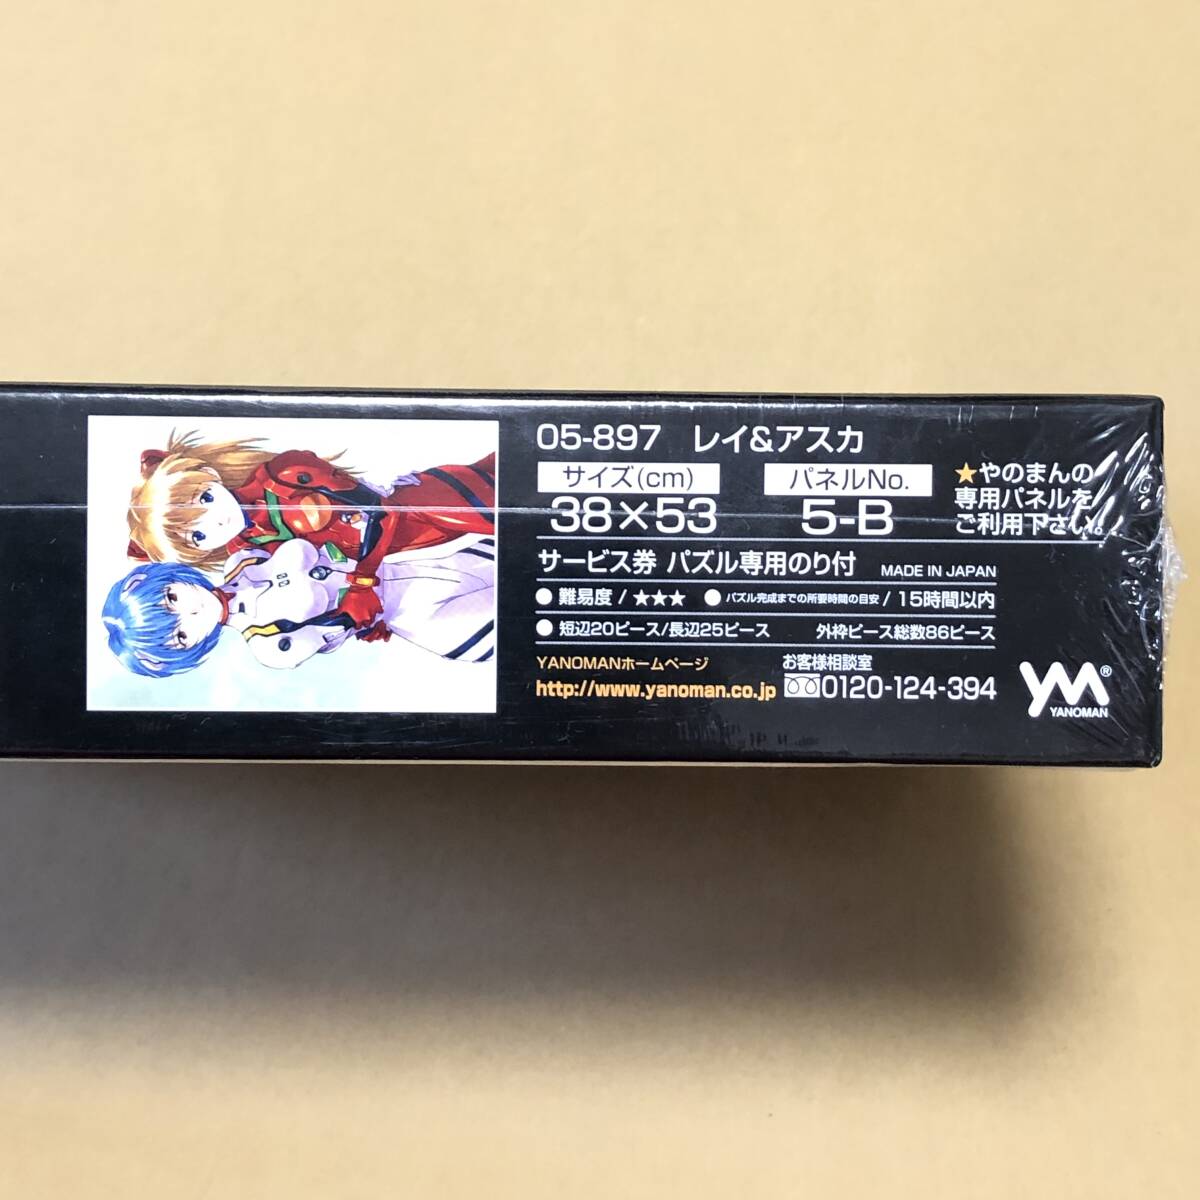 05-897 レイ&アスカ
サイズ(cm)
38×53
パネルNo.
5-B
★やのまんの
専用パネルを
ご利用下さい。
サービス券 パズル専用のり付 MADE IN JAPAN
●難易度/★★★ ●パズル完成までの所要時間の目安/15時間以内
●短辺20ピース/長辺25ピース 外枠ピース総数86ピース
YANOMANホームページ
http://www.yanoman.co.jp
お客様相談室
0120-124-394
YM®
YANOMAN